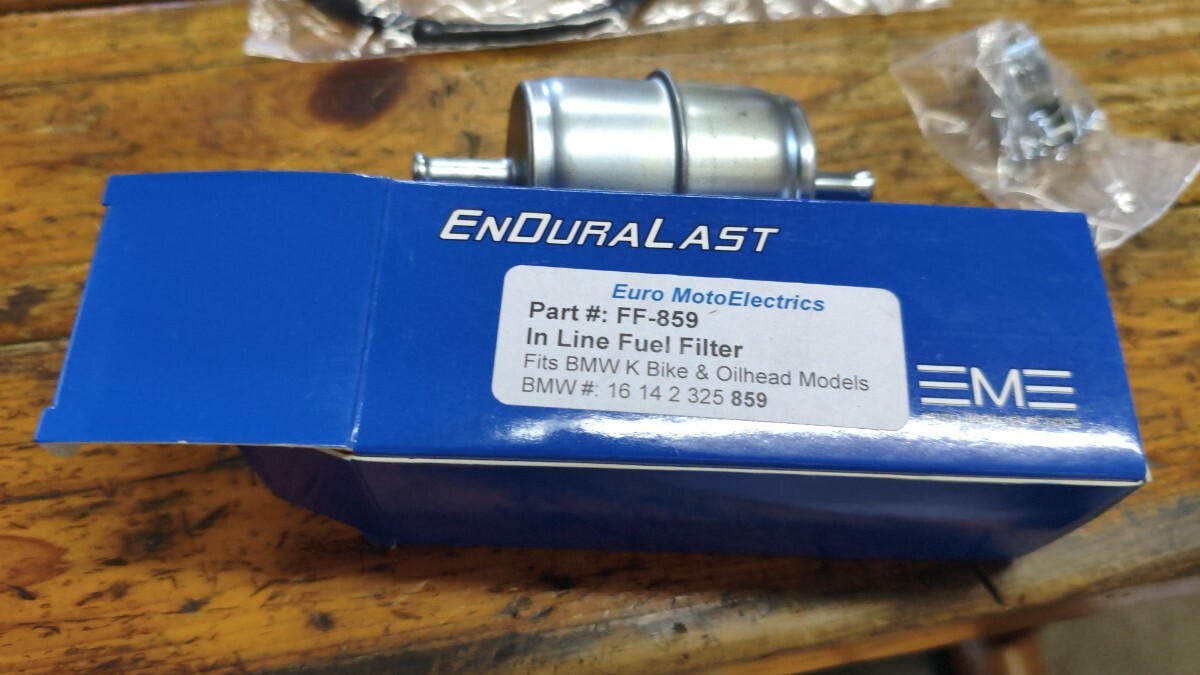 ENDURALAST
Euro MotoElectrics
Part #: FF-859
In Line Fuel Filter
Fits BMW K Bike & Oilhead Models
BMW #: 16 14 2 325 859
EME